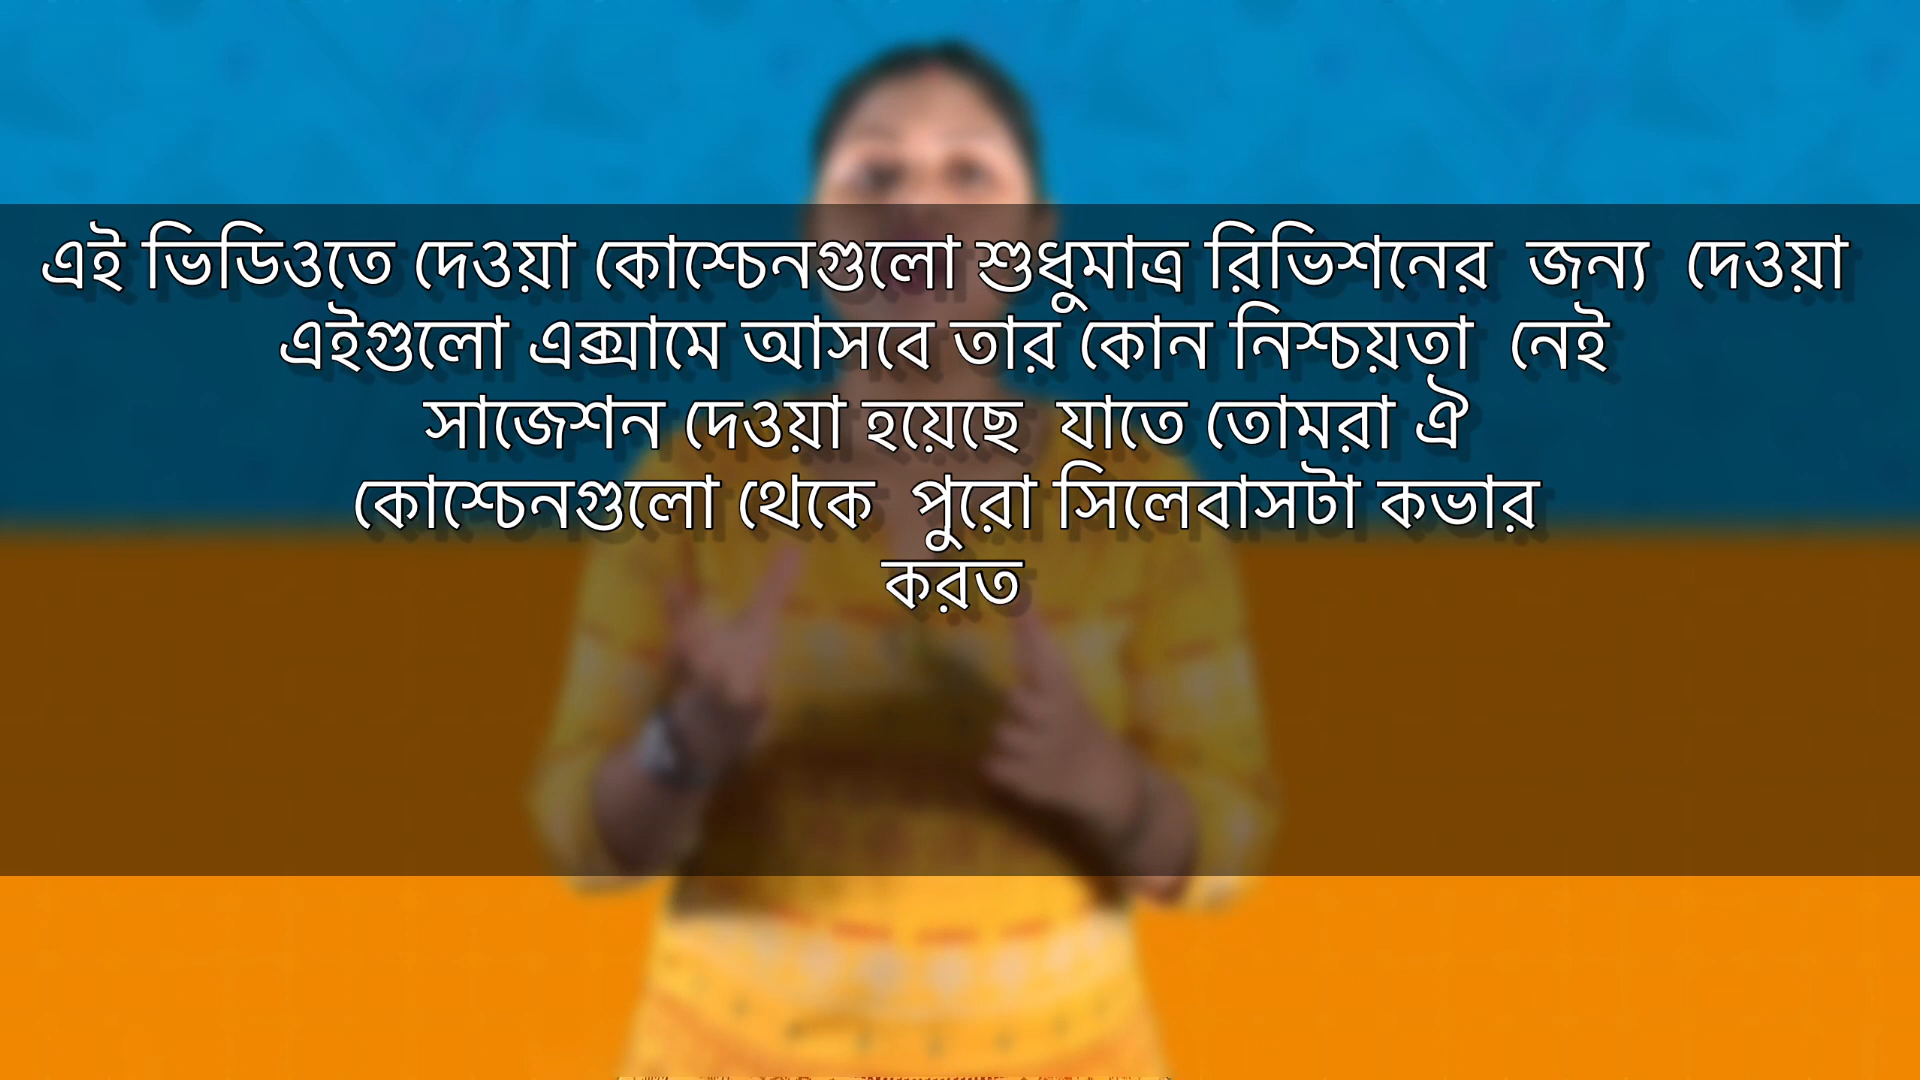 এই ভিডিওতে দেওয়া কোশ্চেনগুলো শুধুমাত্র রিভিশনের জন্য দেওয়া
এইগুলো এক্সামে আসবে তার কোন নিশ্চয়তা নেই
সাজেশন দেওয়া হয়েছে যাতে তোমরা ঐ
কোশ্চেনগুলো থেকে পুরো সিলেবাসটা কভার
করত